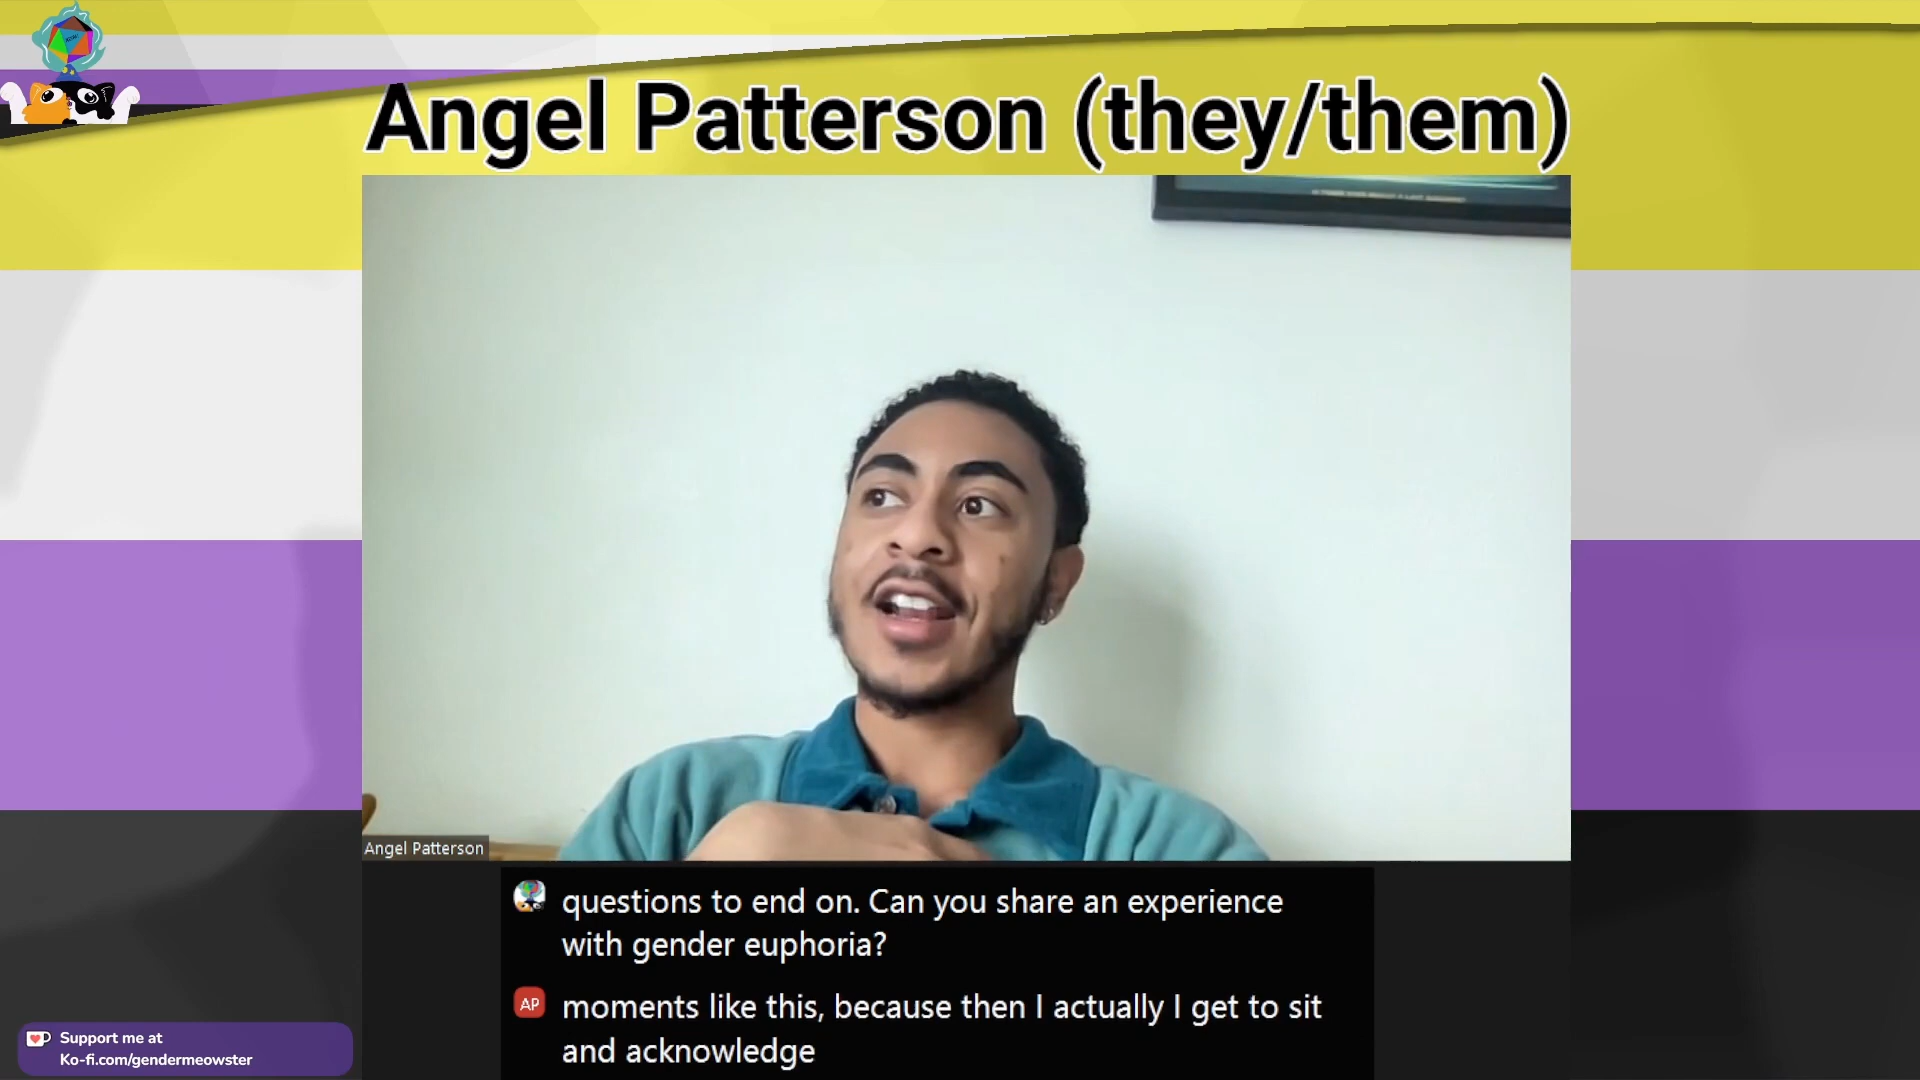 Angel Patterson (they/them)
Angel Patterson
questions to end on. Can you share an experience
with gender euphoria?
AP
moments like this, because then I actually I get to sit
and acknowledge
Support me at
Ko-fi.com/gendermeowster